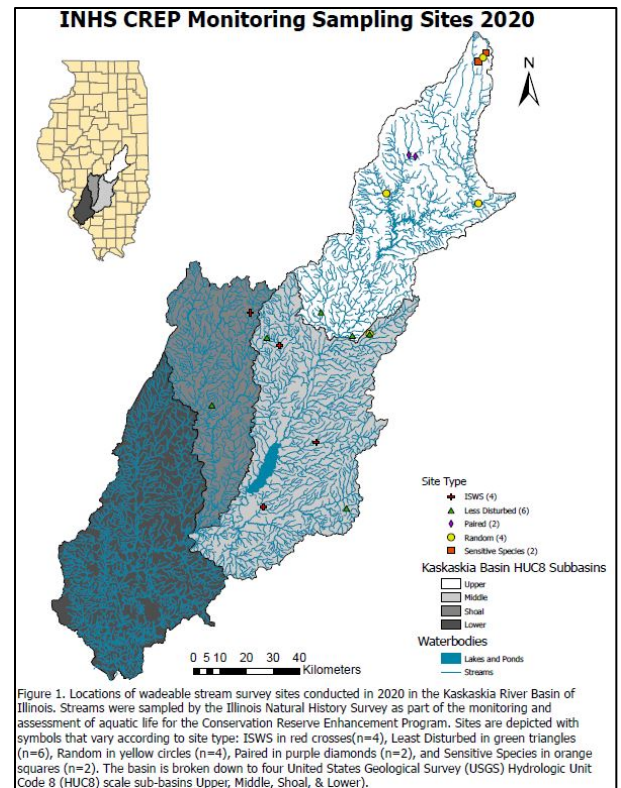 INHS CREP Monitoring Sampling Sites 2020
N
Site Type
ISWS (4)
Less Disturbed (6)
Paired (2)
Random (4)
Sensitive Species (2)
Kaskaskia Basin HUC8 Subbasins
Upper
Middle
Shoal
Lower
Waterbodies
Lakes and Ponds
Streams
0 5 10 20 30 40
Kilometers
Figure 1. Locations of wadeable stream survey sites conducted in 2020 in the Kaskaskia River Basin of
Illinois. Streams were sampled by the Illinois Natural History Survey as part of the monitoring and
assessment of aquatic life for the Conservation Reserve Enhancement Program. Sites are depicted with
symbols that vary according to site type: ISWS in red crosses(n=4), Least Disturbed in green triangles
(n=6), Random in yellow circles (n=4), Paired in purple diamonds (n=2), and Sensitive Species in orange
squares (n=2). The basin is broken down to four United States Geological Survey (USGS) Hydrologic Unit
Code 8 (HUC8) scale sub-basins Upper, Middle, Shoal, & Lower).